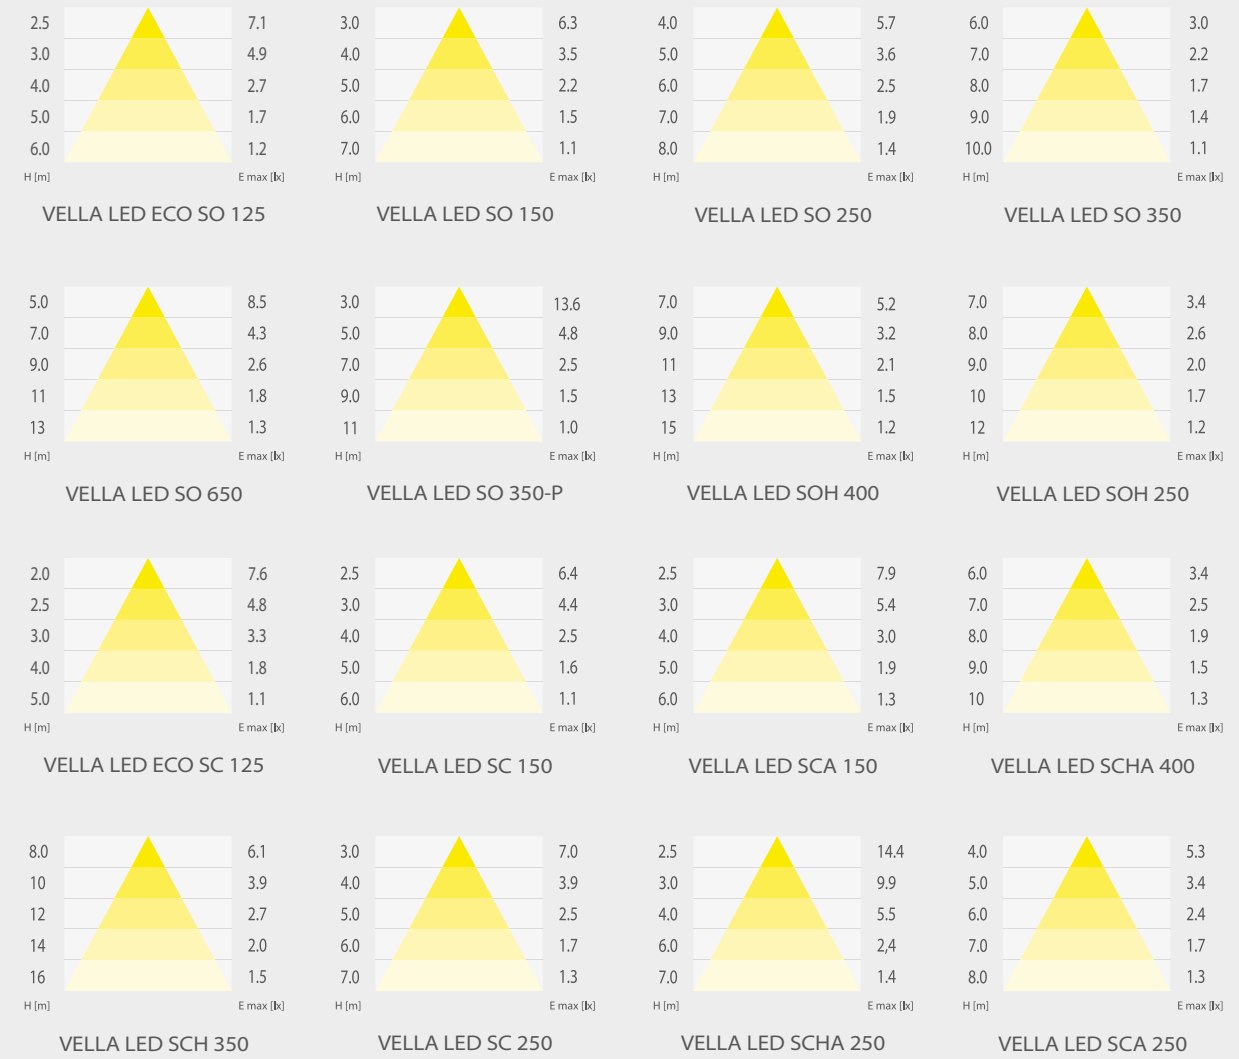 2.5 7.1 3.0 6.3 4.0 5.7 6.0 3.0
3.0 4.9 4.0 3.5 5.0 3.6 7.0 2.2
4.0 2.7 5.0 2.2 6.0 2.5 8.0 1.7
5.0 1.7 6.0 1.5 7.0 1.9 9.0 1.4
6.0 1.2 7.0 1.1 8.0 1.4 10.0 1.1
H [m] E max [lx] H [m] E max [lx] H [m] E max [lx] H [m] E max [lx]
VELLA LED ECO SO 125 VELLA LED SO 150 VELLA LED SO 250 VELLA LED SO 350
5.0 8.5 3.0 13.6 7.0 5.2 7.0 3.4
7.0 4.3 5.0 4.8 9.0 3.2 8.0 2.6
9.0 2.6 7.0 2.5 11 2.1 9.0 2.0
11 1.8 9.0 1.5 13 1.5 10 1.7
13 1.3 11 1.0 15 1.2 12 1.2
H [m] E max [lx] H [m] E max [lx] H [m] E max [lx] H [m] E max [lx]
VELLA LED SO 650 VELLA LED SO 350-P VELLA LED SOH 400 VELLA LED SOH 250
2.0 7.6 2.5 6.4 2.5 7.9 6.0 3.4
2.5 4.8 3.0 4.4 3.0 5.4 7.0 2.5
3.0 3.3 4.0 2.5 4.0 3.0 8.0 1.9
4.0 1.8 5.0 1.6 5.0 1.9 9.0 1.5
5.0 1.1 6.0 1.1 6.0 1.3 10 1.3
H [m] E max [lx] H [m] E max [lx] H [m] E max [lx] H [m] E max [lx]
VELLA LED ECO SC 125 VELLA LED SC 150 VELLA LED SCA 150 VELLA LED SCHA 400
8.0 6.1 3.0 7.0 2.5 14.4 4.0 5.3
10 3.9 4.0 3.9 3.0 9.9 5.0 3.4
12 2.7 5.0 2.5 4.0 5.5 6.0 2.4
14 2.0 6.0 1.7 6.0 2,4 7.0 1.7
16 1.5 7.0 1.3 7.0 1.4 8.0 1.3
H [m] E max [lx] H [m] E max [lx] H [m] E max [lx] H [m] E max [lx]
VELLA LED SCH 350 VELLA LED SC 250 VELLA LED SCHA 250 VELLA LED SCA 250